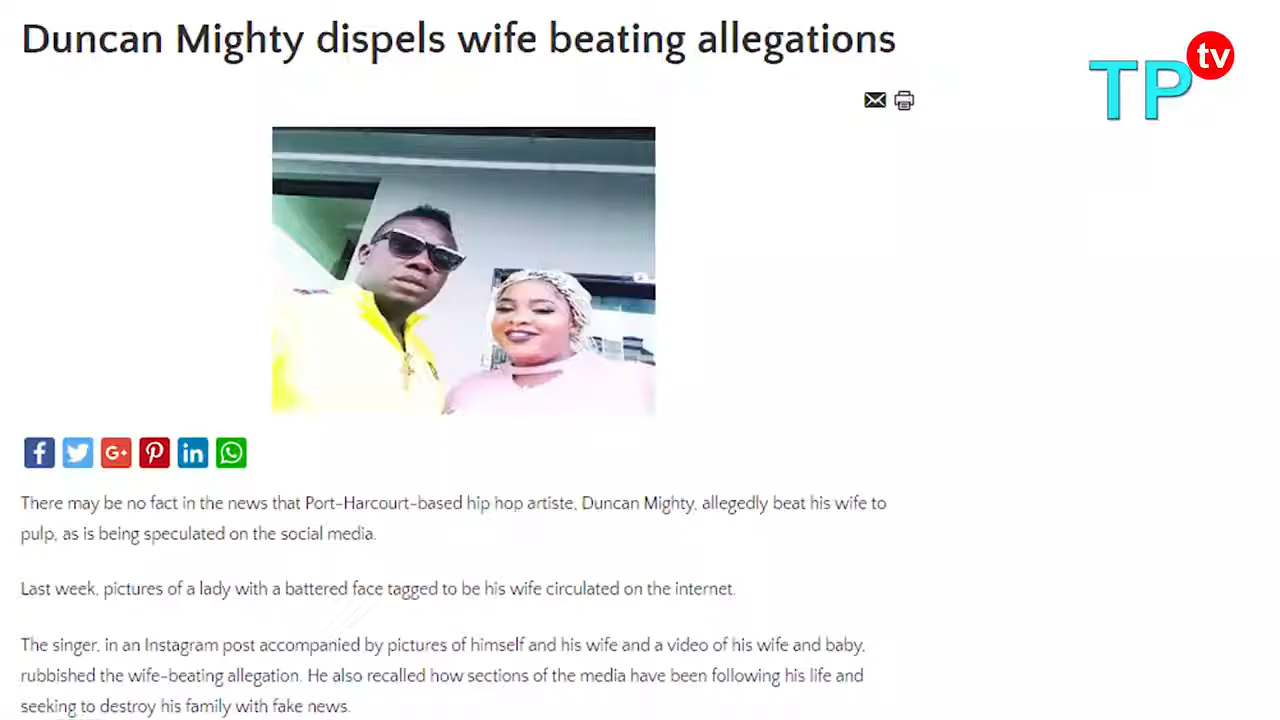 Duncan Mighty dispels wife beating allegations
TP tv
There may be no fact in the news that Port-Harcourt-based hip hop artiste, Duncan Mighty, allegedly beat his wife to
pulp, as is being speculated on the social media.
Last week, pictures of a lady with a battered face tagged to be his wife circulated on the internet.
The singer, in an Instagram post accompanied by pictures of himself and his wife and a video of his wife and baby,
rubbished the wife-beating allegation. He also recalled how sections of the media have been following his life and
seeking to destroy his family with fake news.